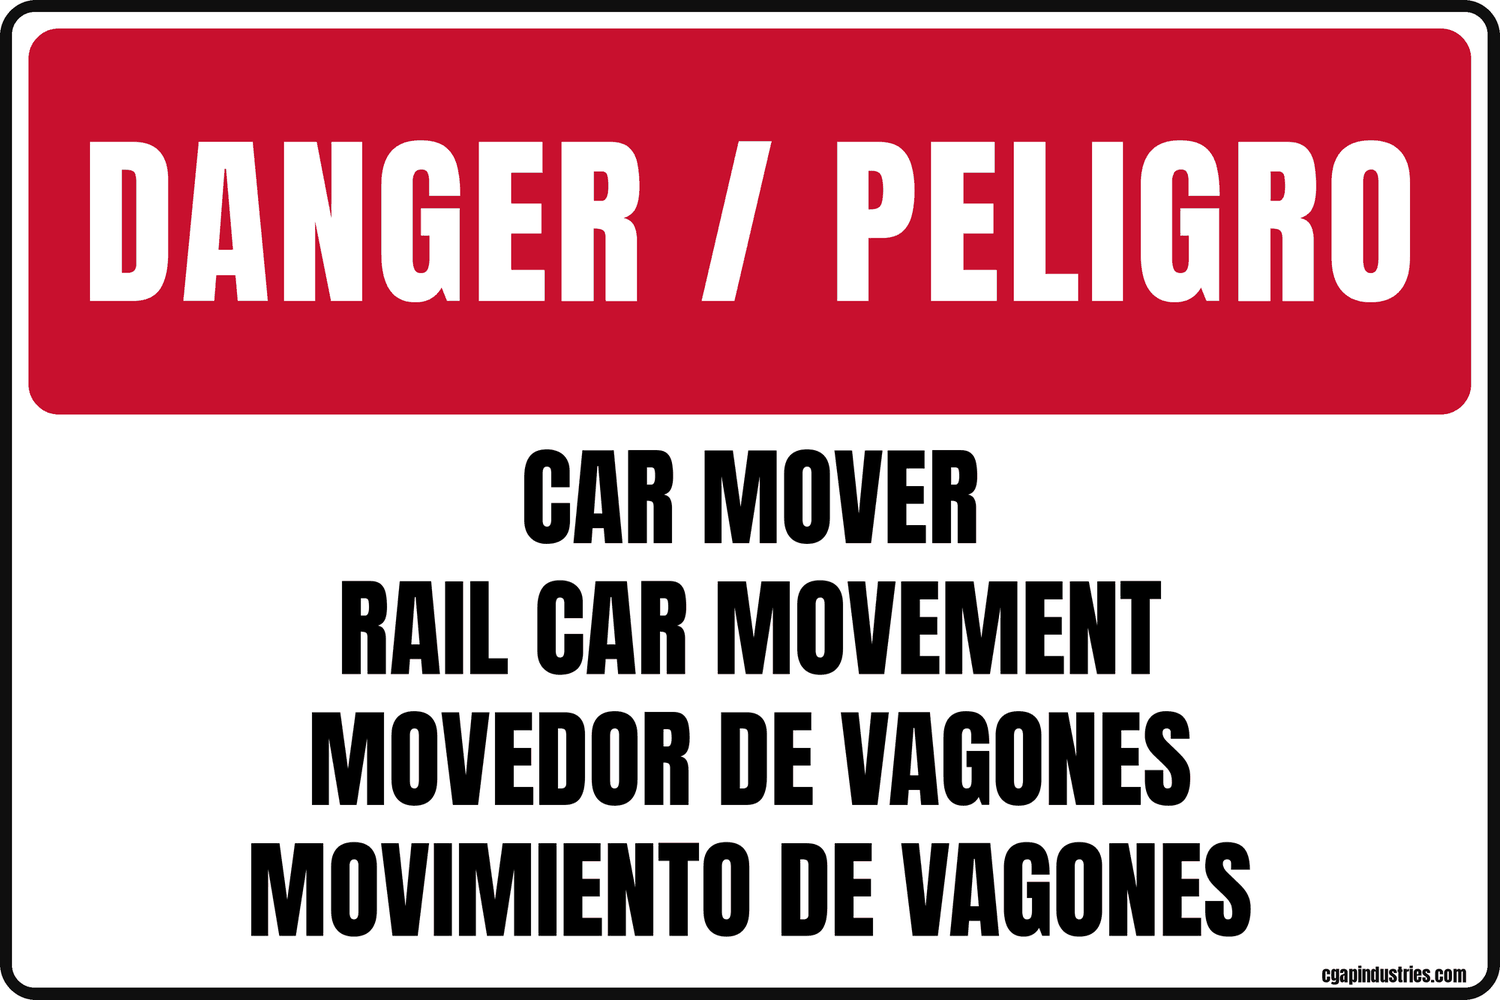 DANGER / PELIGRO
CAR MOVER
RAIL CAR MOVEMENT
MOVEDOR DE VAGONES
MOVIMIENTO DE VAGONES
cgapindustries.com